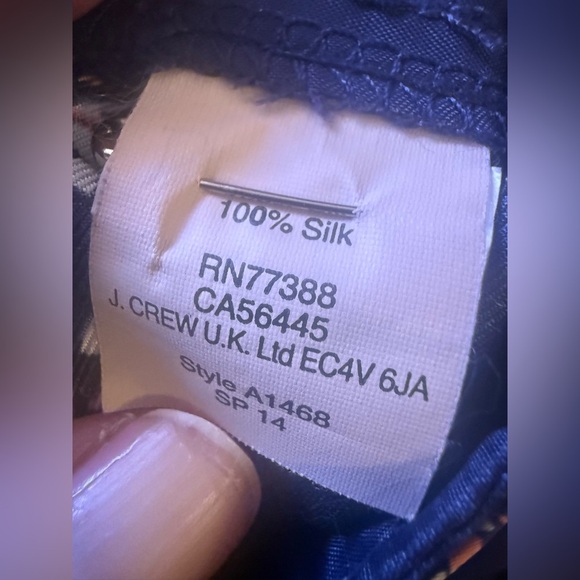 100% Silk
RN77388
CA56445
J. CREW U.K. Ltd EC4V 6JA
Style A1468
SP 14